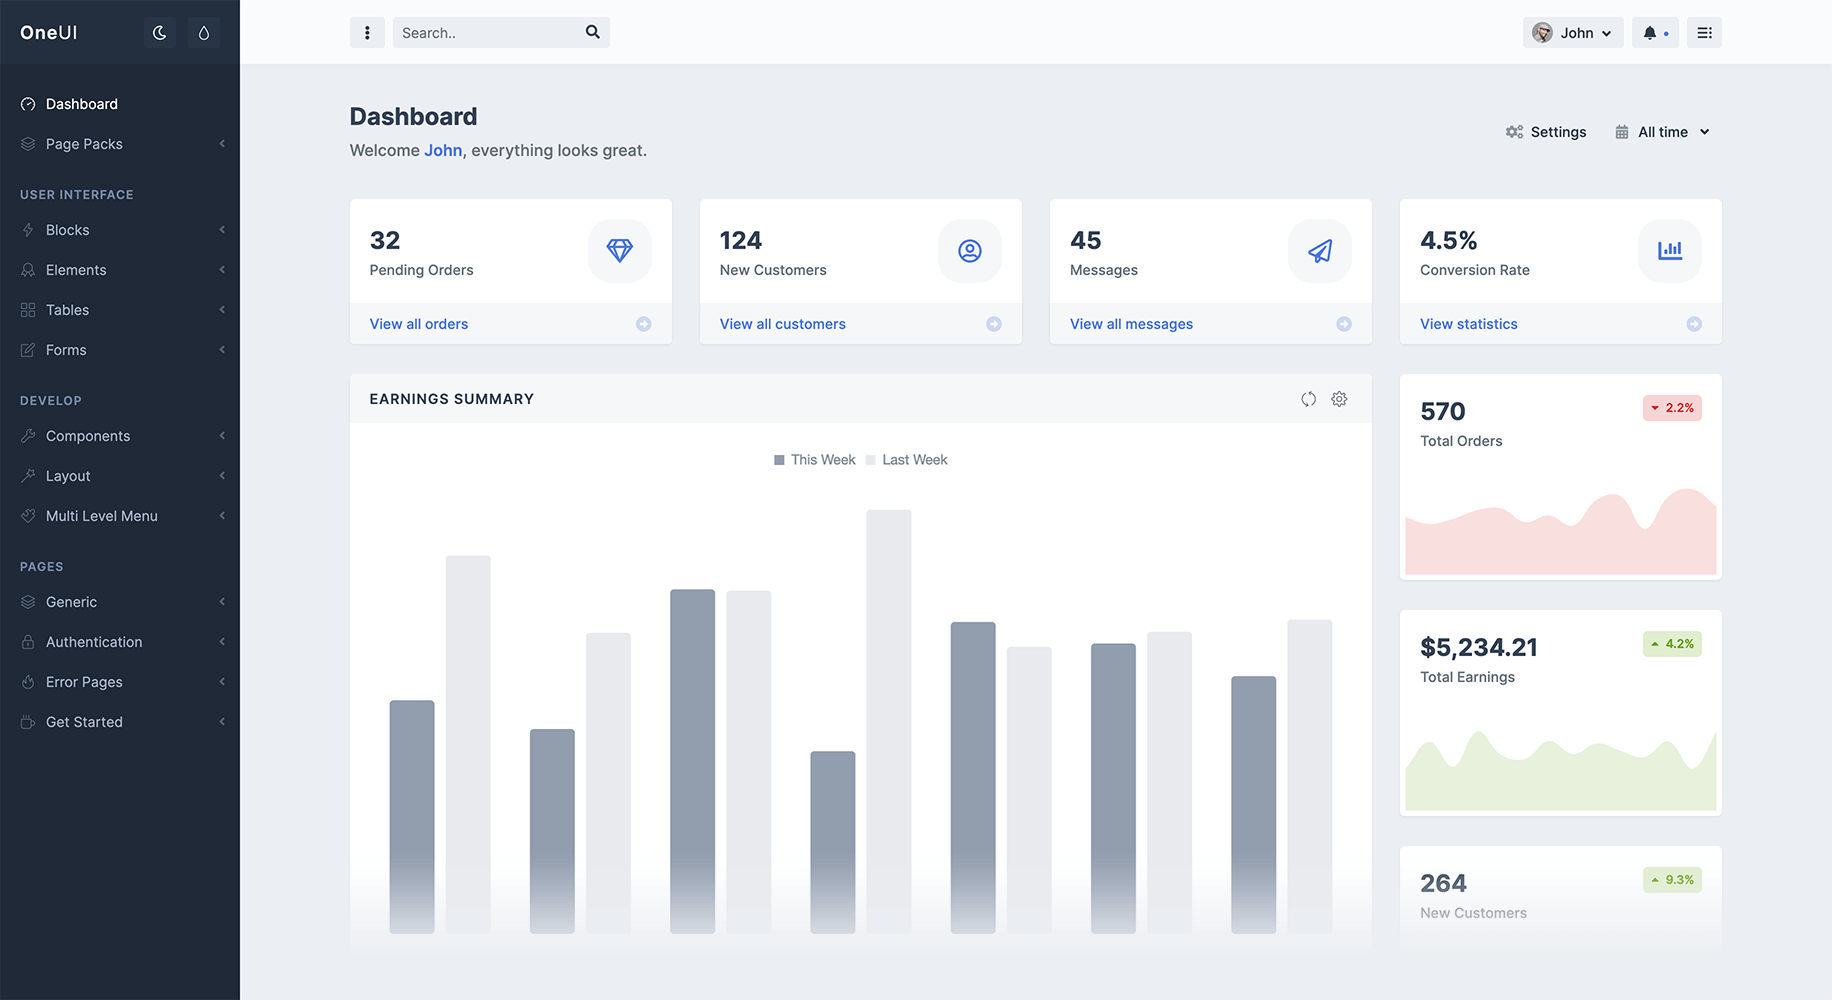 OneUI
Search..
John
Dashboard
Page Packs
USER INTERFACE
Blocks
Elements
Tables
Forms
DEVELOP
Components
Layout
Multi Level Menu
PAGES
Generic
Authentication
Error Pages
Get Started
Dashboard
Welcome John, everything looks great.
Settings
All time
32
Pending Orders
View all orders
124
New Customers
View all customers
45
Messages
View all messages
4.5%
Conversion Rate
View statistics
EARNINGS SUMMARY
This Week
Last Week
570
2.2%
Total Orders
$5,234.21
4.2%
Total Earnings
264
9.3%
New Customers